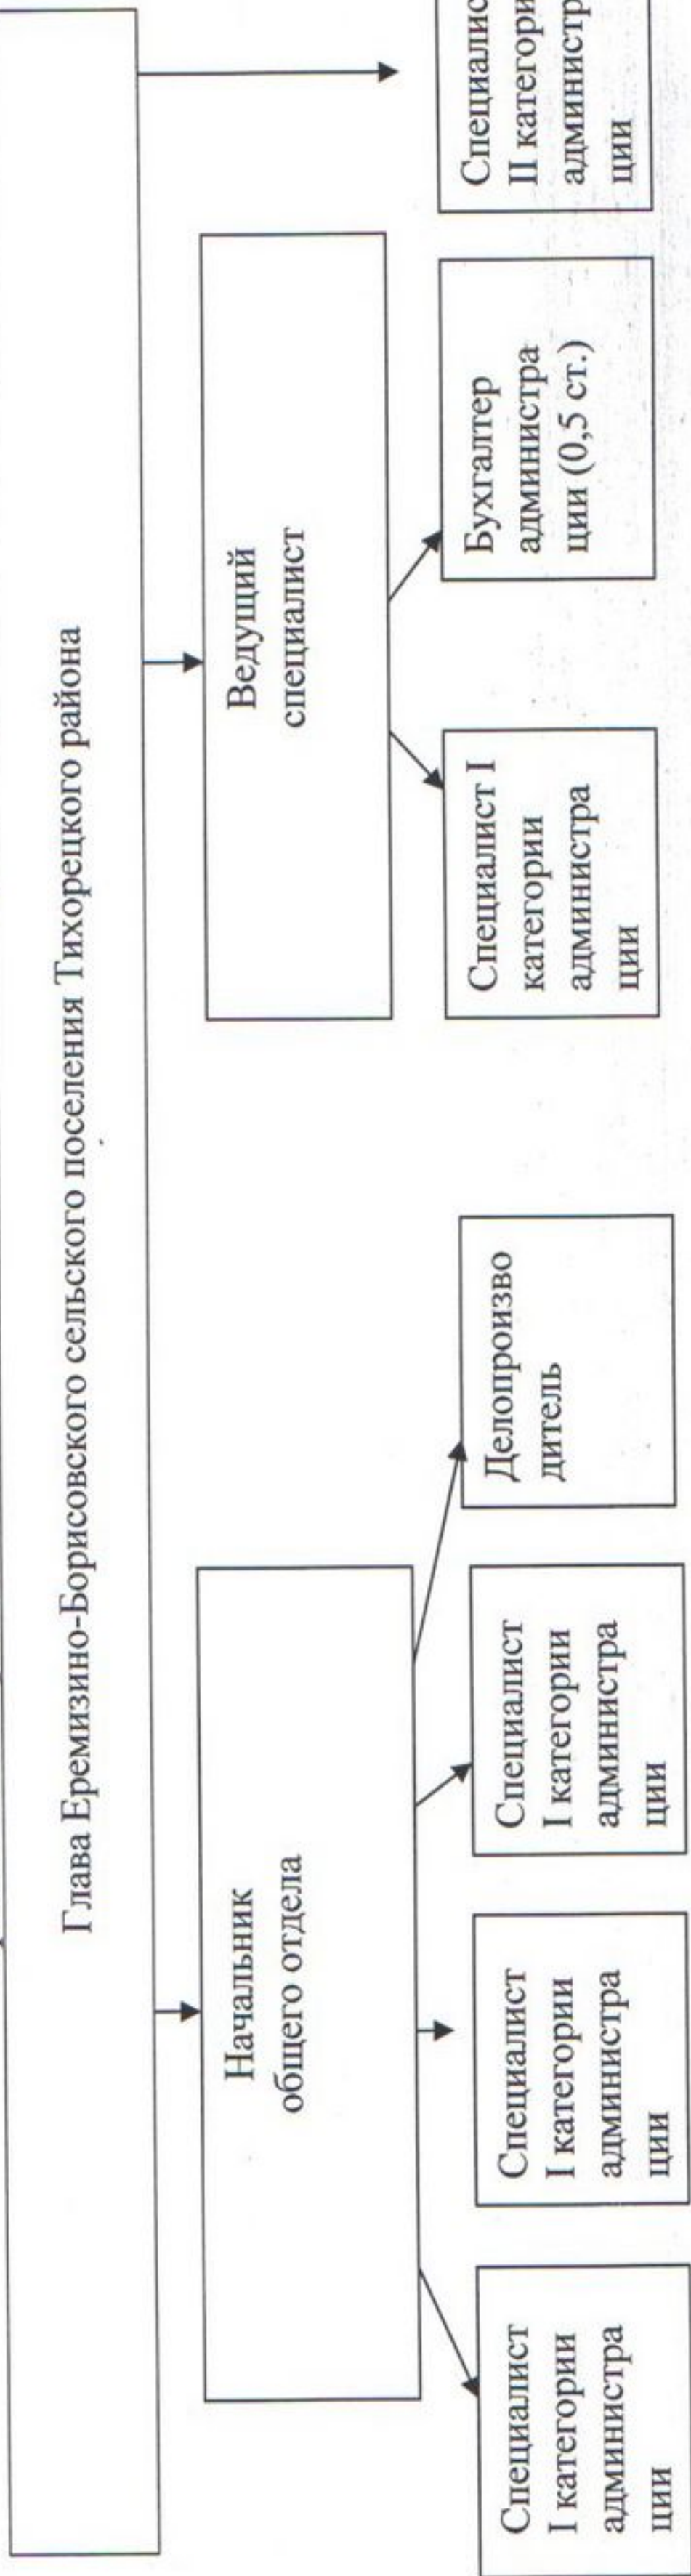 Глава Еремизино-Борисовского сельского поселения Тихорецкого района
Начальник
общего отдела
Ведущий
специалист
Специалист
I категории
администра
ции
Специалист
I категории
администра
ции
Специалист
I категории
администра
ции
Делопроизво
дитель
Специалист I
категории
администра
ции
Бухгалтер
администра
ции (0,5 ст.)
II
ции